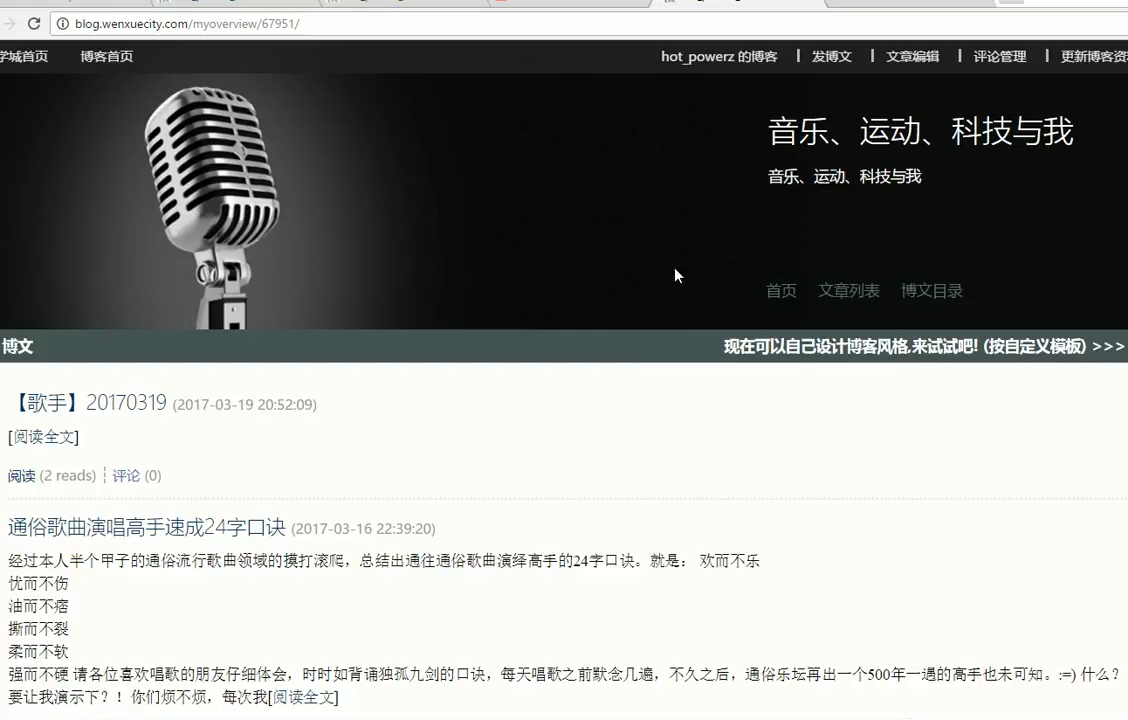 blog.wenxuecity.com/myoverview/67951/
学城首页 博客首页 hot_powerz 的博客 | 发博文 | 文章编辑 | 评论管理 | 更新博客资
音乐、运动、科技与我
音乐、运动、科技与我
首页 文章列表 博文目录
博文 现在可以自己设计博客风格,来试试吧! (按自定义模板) >>>
【歌手】20170319 (2017-03-19 20:52:09)
[阅读全文]
阅读 (2 reads) ┆ 评论 (0)
通俗歌曲演唱高手速成24字口诀 (2017-03-16 22:39:20)
经过本人半个甲子的通俗流行歌曲领域的摸打滚爬，总结出通往通俗歌曲演绎高手的24字口诀。就是： 欢而不乐
忧而不伤
油而不痞
撕而不裂
柔而不软
强而不硬 请各位喜欢唱歌的朋友仔细体会，时时如背诵独孤九剑的口诀，每天唱歌之前默念几遍，不久之后，通俗乐坛再出一个500年一遇的高手也未可知。:=) 什么？
要让我演示下？！你们烦不烦，每次我[阅读全文]